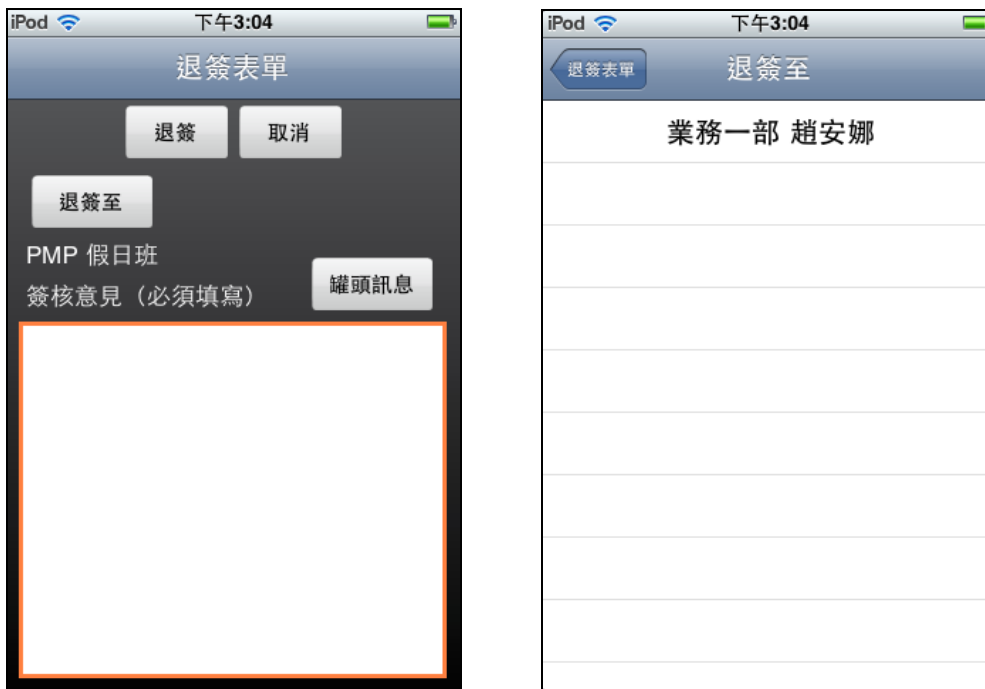 iPod 下午3:04
退簽表單
退簽 取消
退簽至
PMP 假日班
簽核意見（必須填寫）
罐頭訊息
iPod 下午3:04
退簽表單 退簽至
業務一部 趙安娜